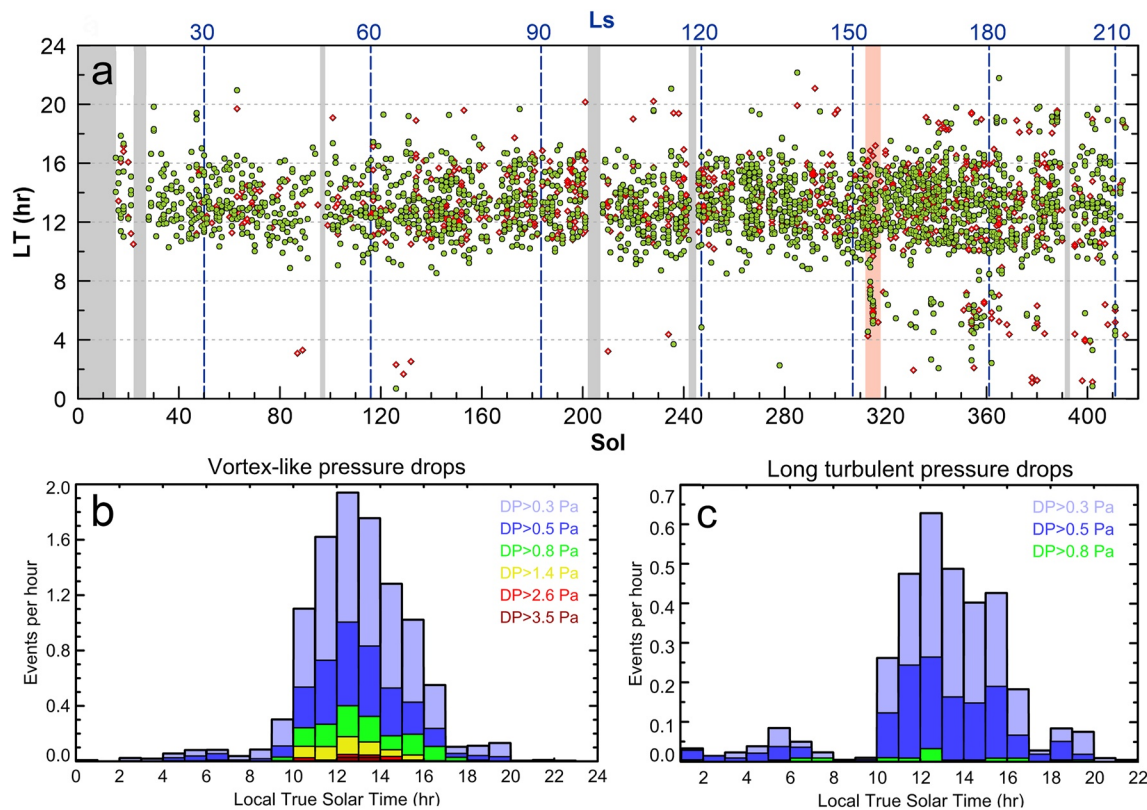 Ls
30 60 90 120 150 180 210
a
LT (hr)
24
20
16
12
8
4
0
0 40 80 120 160 200 240 280 320 360 400
Sol
Vortex-like pressure drops
b
Events per hour
2.0
1.6
1.2
0.8
0.4
0.0
DP>0.3 Pa
DP>0.5 Pa
DP>0.8 Pa
DP>1.4 Pa
DP>2.6 Pa
DP>3.5 Pa
2 4 6 8 10 12 14 16 18 20 22 24
Local True Solar Time (hr)
Long turbulent pressure drops
c
Events per hour
0.7
0.6
0.5
0.4
0.3
0.2
0.1
0.0
DP>0.3 Pa
DP>0.5 Pa
DP>0.8 Pa
2 4 6 8 10 12 14 16 18 20 22
Local True Solar Time (hr)